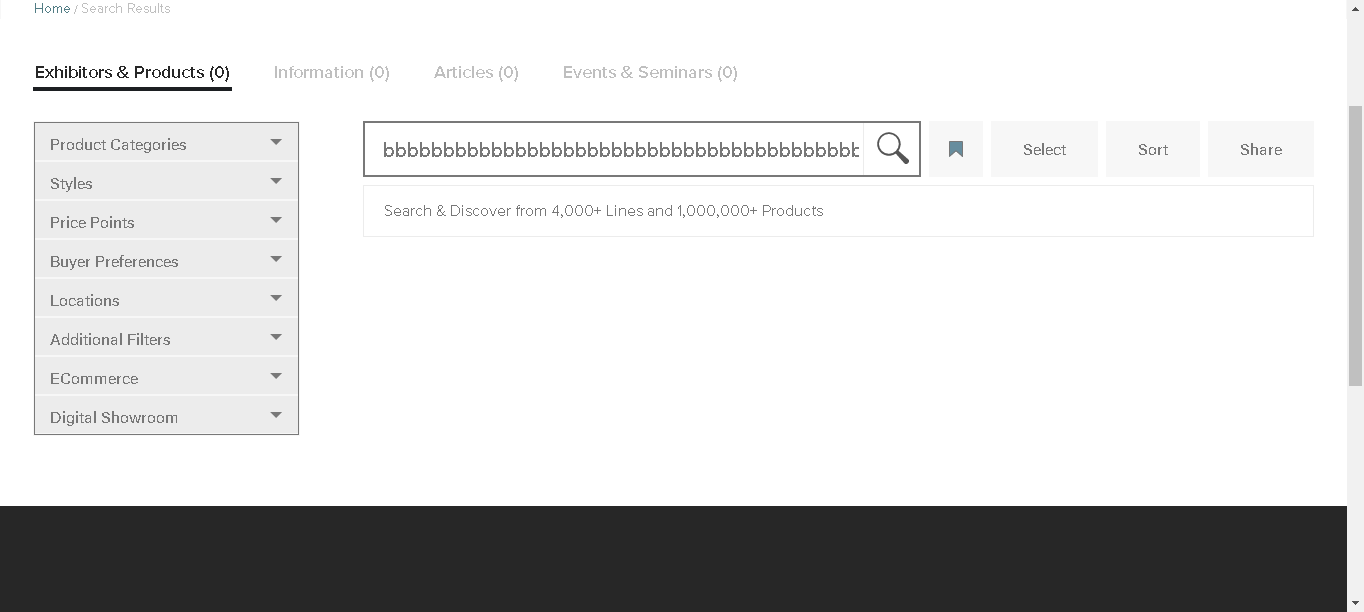 Home / Search Results
Exhibitors & Products (0) Information (0) Articles (0) Events & Seminars (0)
Product Categories
Styles
Price Points
Buyer Preferences
Locations
Additional Filters
ECommerce
Digital Showroom
bbbbbbbbbbbbbbbbbbbbbbbbbbbbbbbbbbbbbbbb
Select Sort Share
Search & Discover from 4,000+ Lines and 1,000,000+ Products